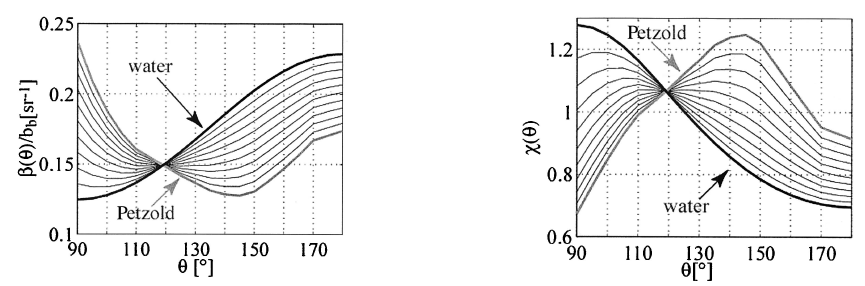 0.25
0.2
0.15
0.1
β(θ)/b_b[sr⁻¹]
water
Petzold
90 110 130 150 170
θ [°]
1.2
1
0.8
0.6
χ(θ)
Petzold
water
90 110 130 150 170
θ[°]